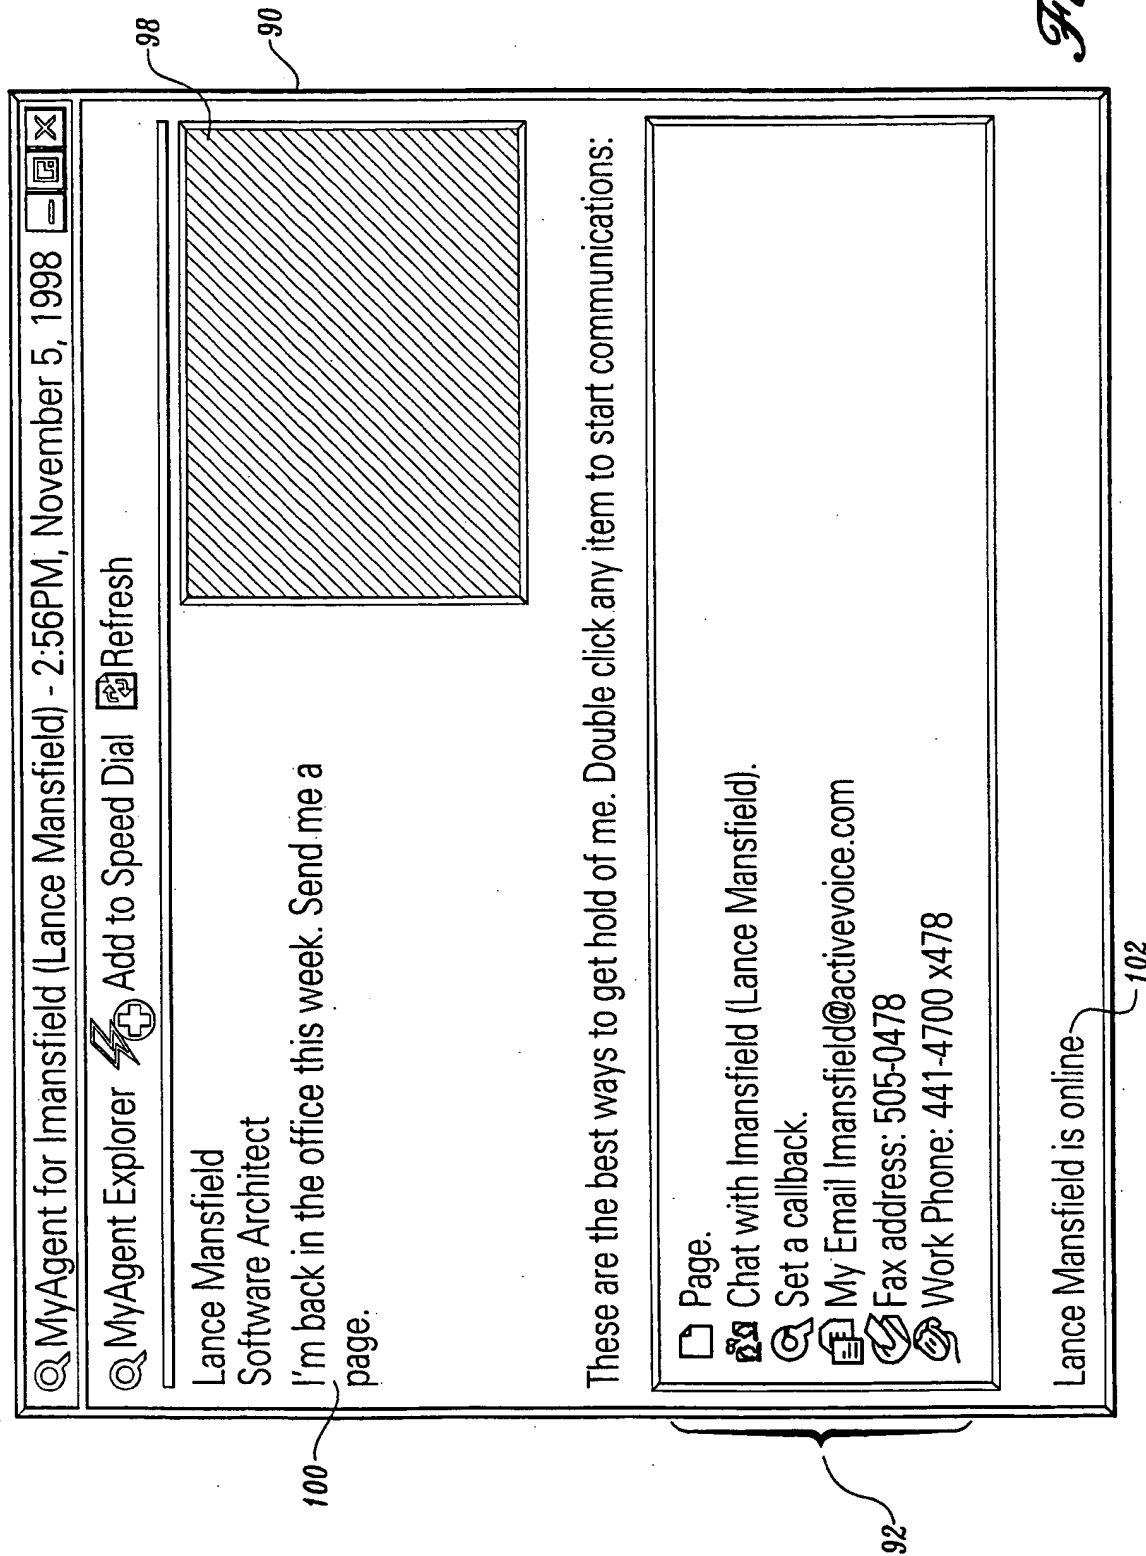 MyAgent for lmansfield (Lance Mansfield) - 2:56PM, November 5, 1998
MyAgent Explorer Add to Speed Dial Refresh
98
90
Lance Mansfield
Software Architect
I'm back in the office this week. Send me a
page.
100
These are the best ways to get hold of me. Double click any item to start communications:
Page.
Chat with lmansfield (Lance Mansfield).
Set a callback.
My Email lmansfield@activevoice.com
Fax address: 505-0478
Work Phone: 441-4700 x478
92
Lance Mansfield is online
102